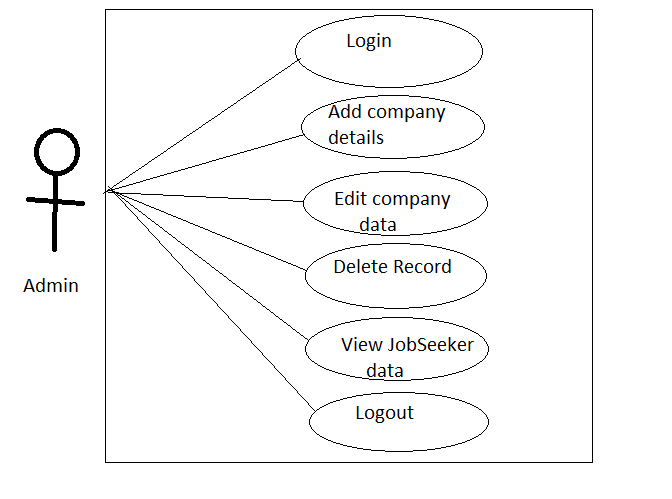 Login
Add company
details
Edit company
data
Delete Record
Admin
View JobSeeker
data
Logout